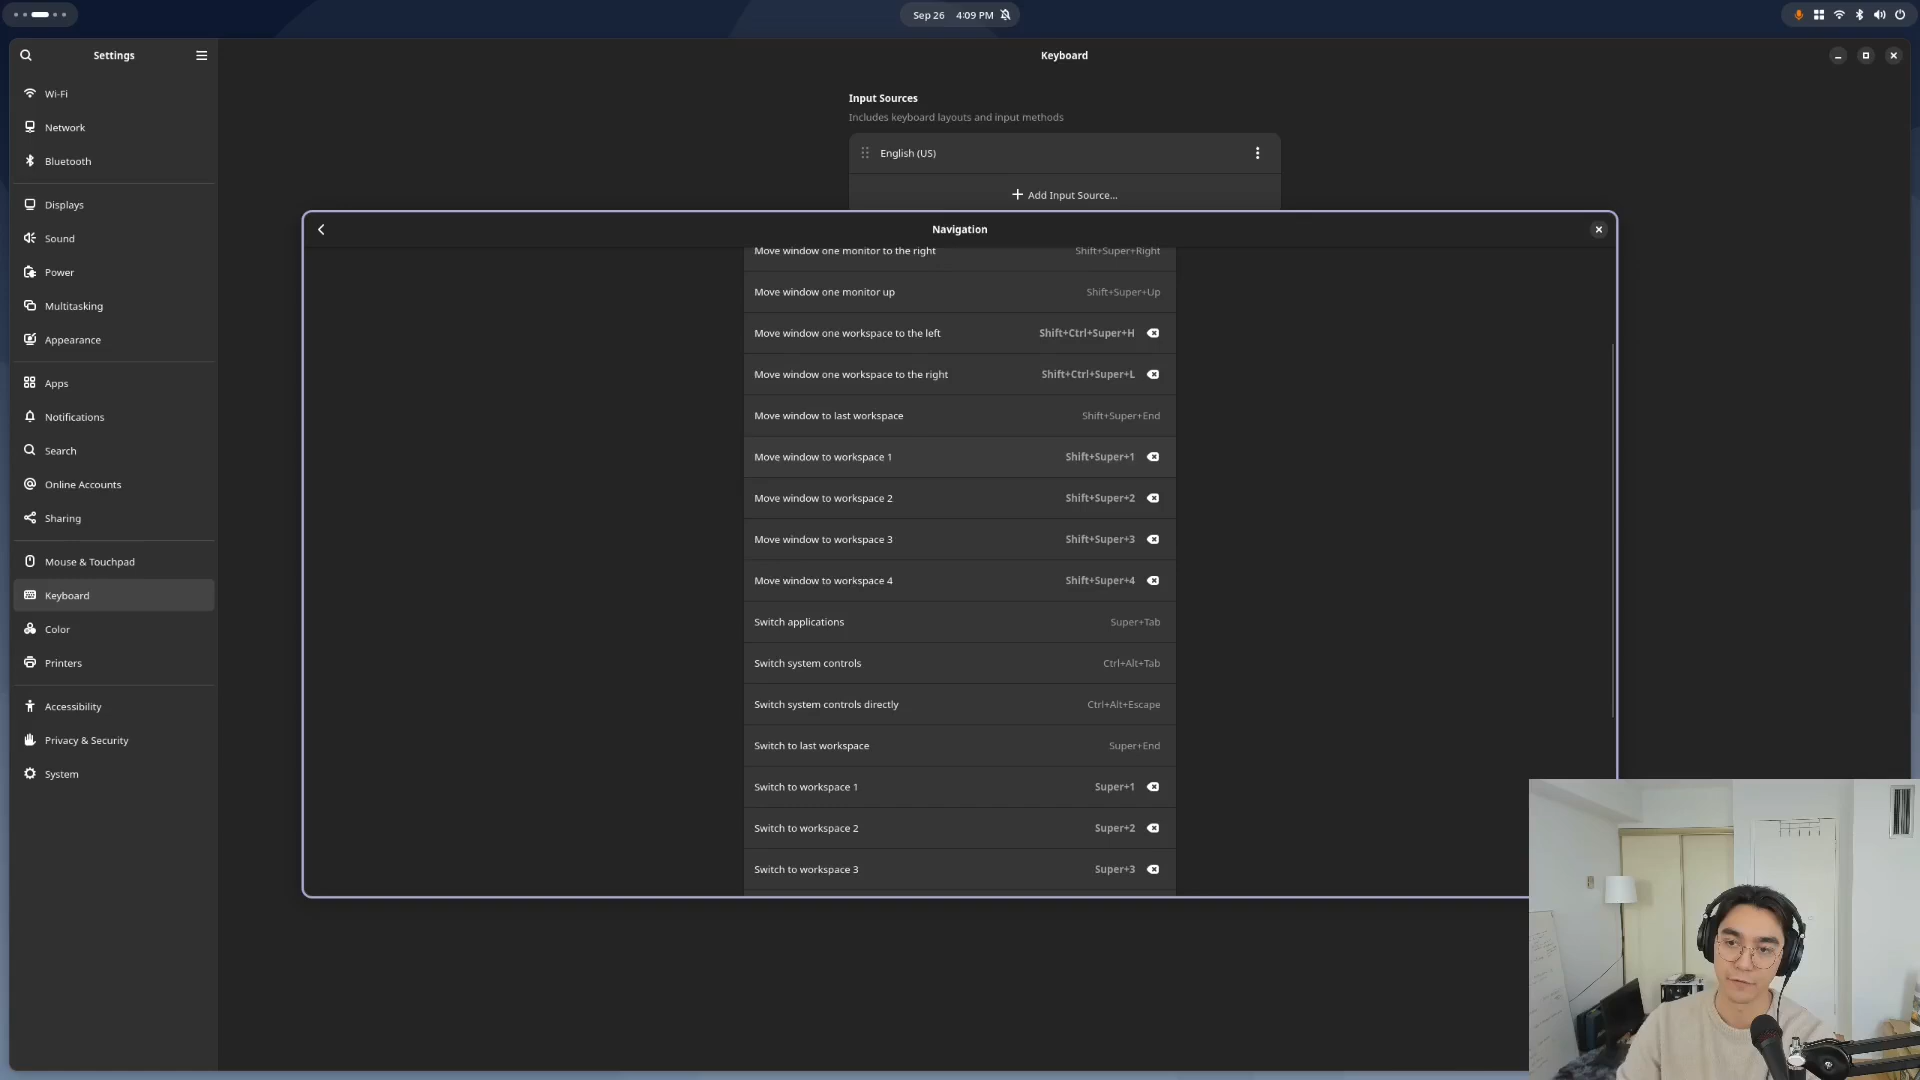 Sep 26 4:09 PM
Settings
Keyboard
Wi-Fi
Network
Bluetooth
Displays
Sound
Power
Multitasking
Appearance
Apps
Notifications
Search
Online Accounts
Sharing
Mouse & Touchpad
Keyboard
Color
Printers
Accessibility
Privacy & Security
System
Input Sources
Includes keyboard layouts and input methods
English (US)
Add Input Source...
Navigation
Move window one monitor to the right Shift+Super+Right
Move window one monitor up Shift+Super+Up
Move window one workspace to the left Shift+Ctrl+Super+H
Move window one workspace to the right Shift+Ctrl+Super+L
Move window to last workspace Shift+Super+End
Move window to workspace 1 Shift+Super+1
Move window to workspace 2 Shift+Super+2
Move window to workspace 3 Shift+Super+3
Move window to workspace 4 Shift+Super+4
Switch applications Super+Tab
Switch system controls Ctrl+Alt+Tab
Switch system controls directly Ctrl+Alt+Escape
Switch to last workspace Super+End
Switch to workspace 1 Super+1
Switch to workspace 2 Super+2
Switch to workspace 3 Super+3